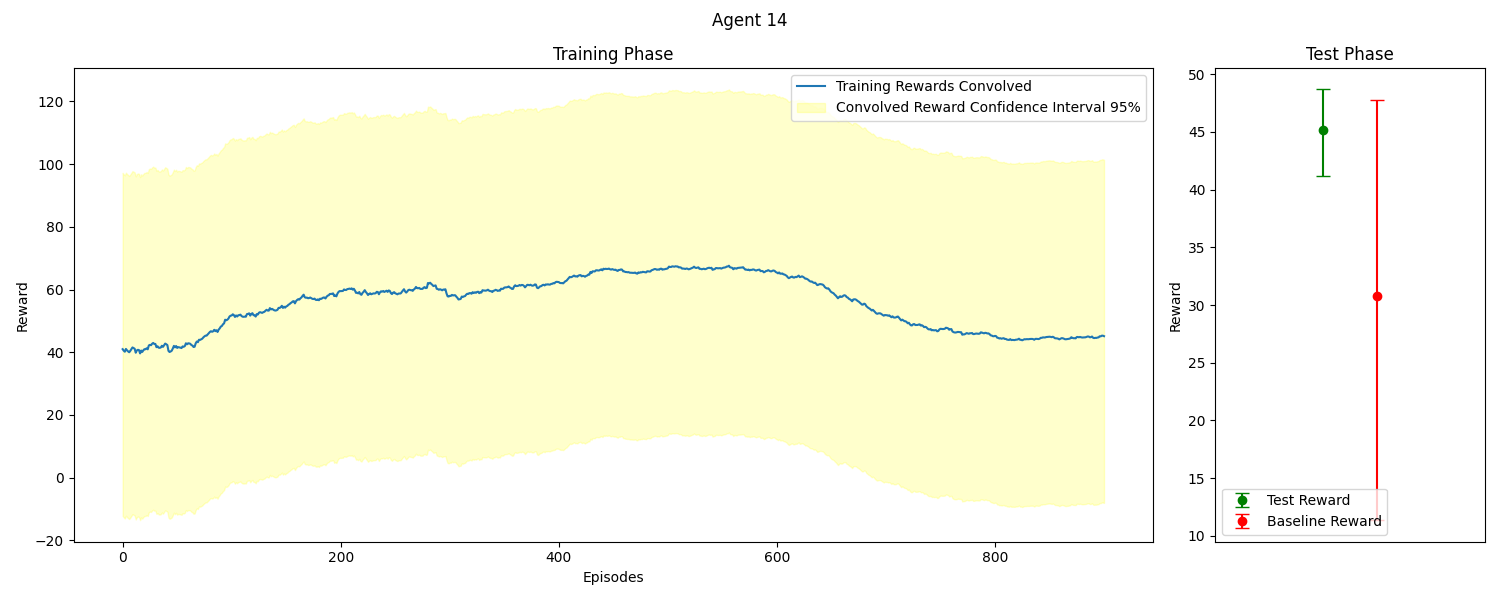 Agent 14
Training Phase
Training Rewards Convolved
Convolved Reward Confidence Interval 95%
120
100
80
60
40
20
0
−20
Reward
0
200
400
600
800
Episodes
Test Phase
50
45
40
35
30
25
20
15
10
Reward
Test Reward
Baseline Reward